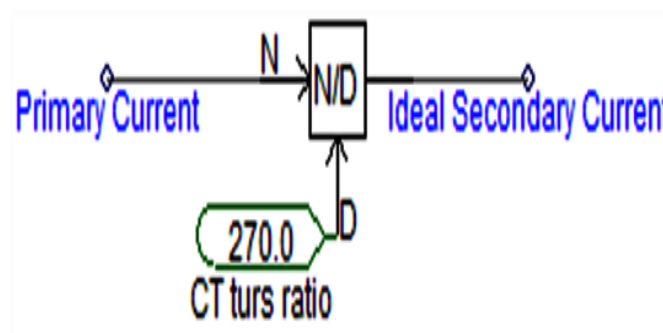 N
N/D
Primary Current
Ideal Secondary Current
D
270.0
CT turs ratio